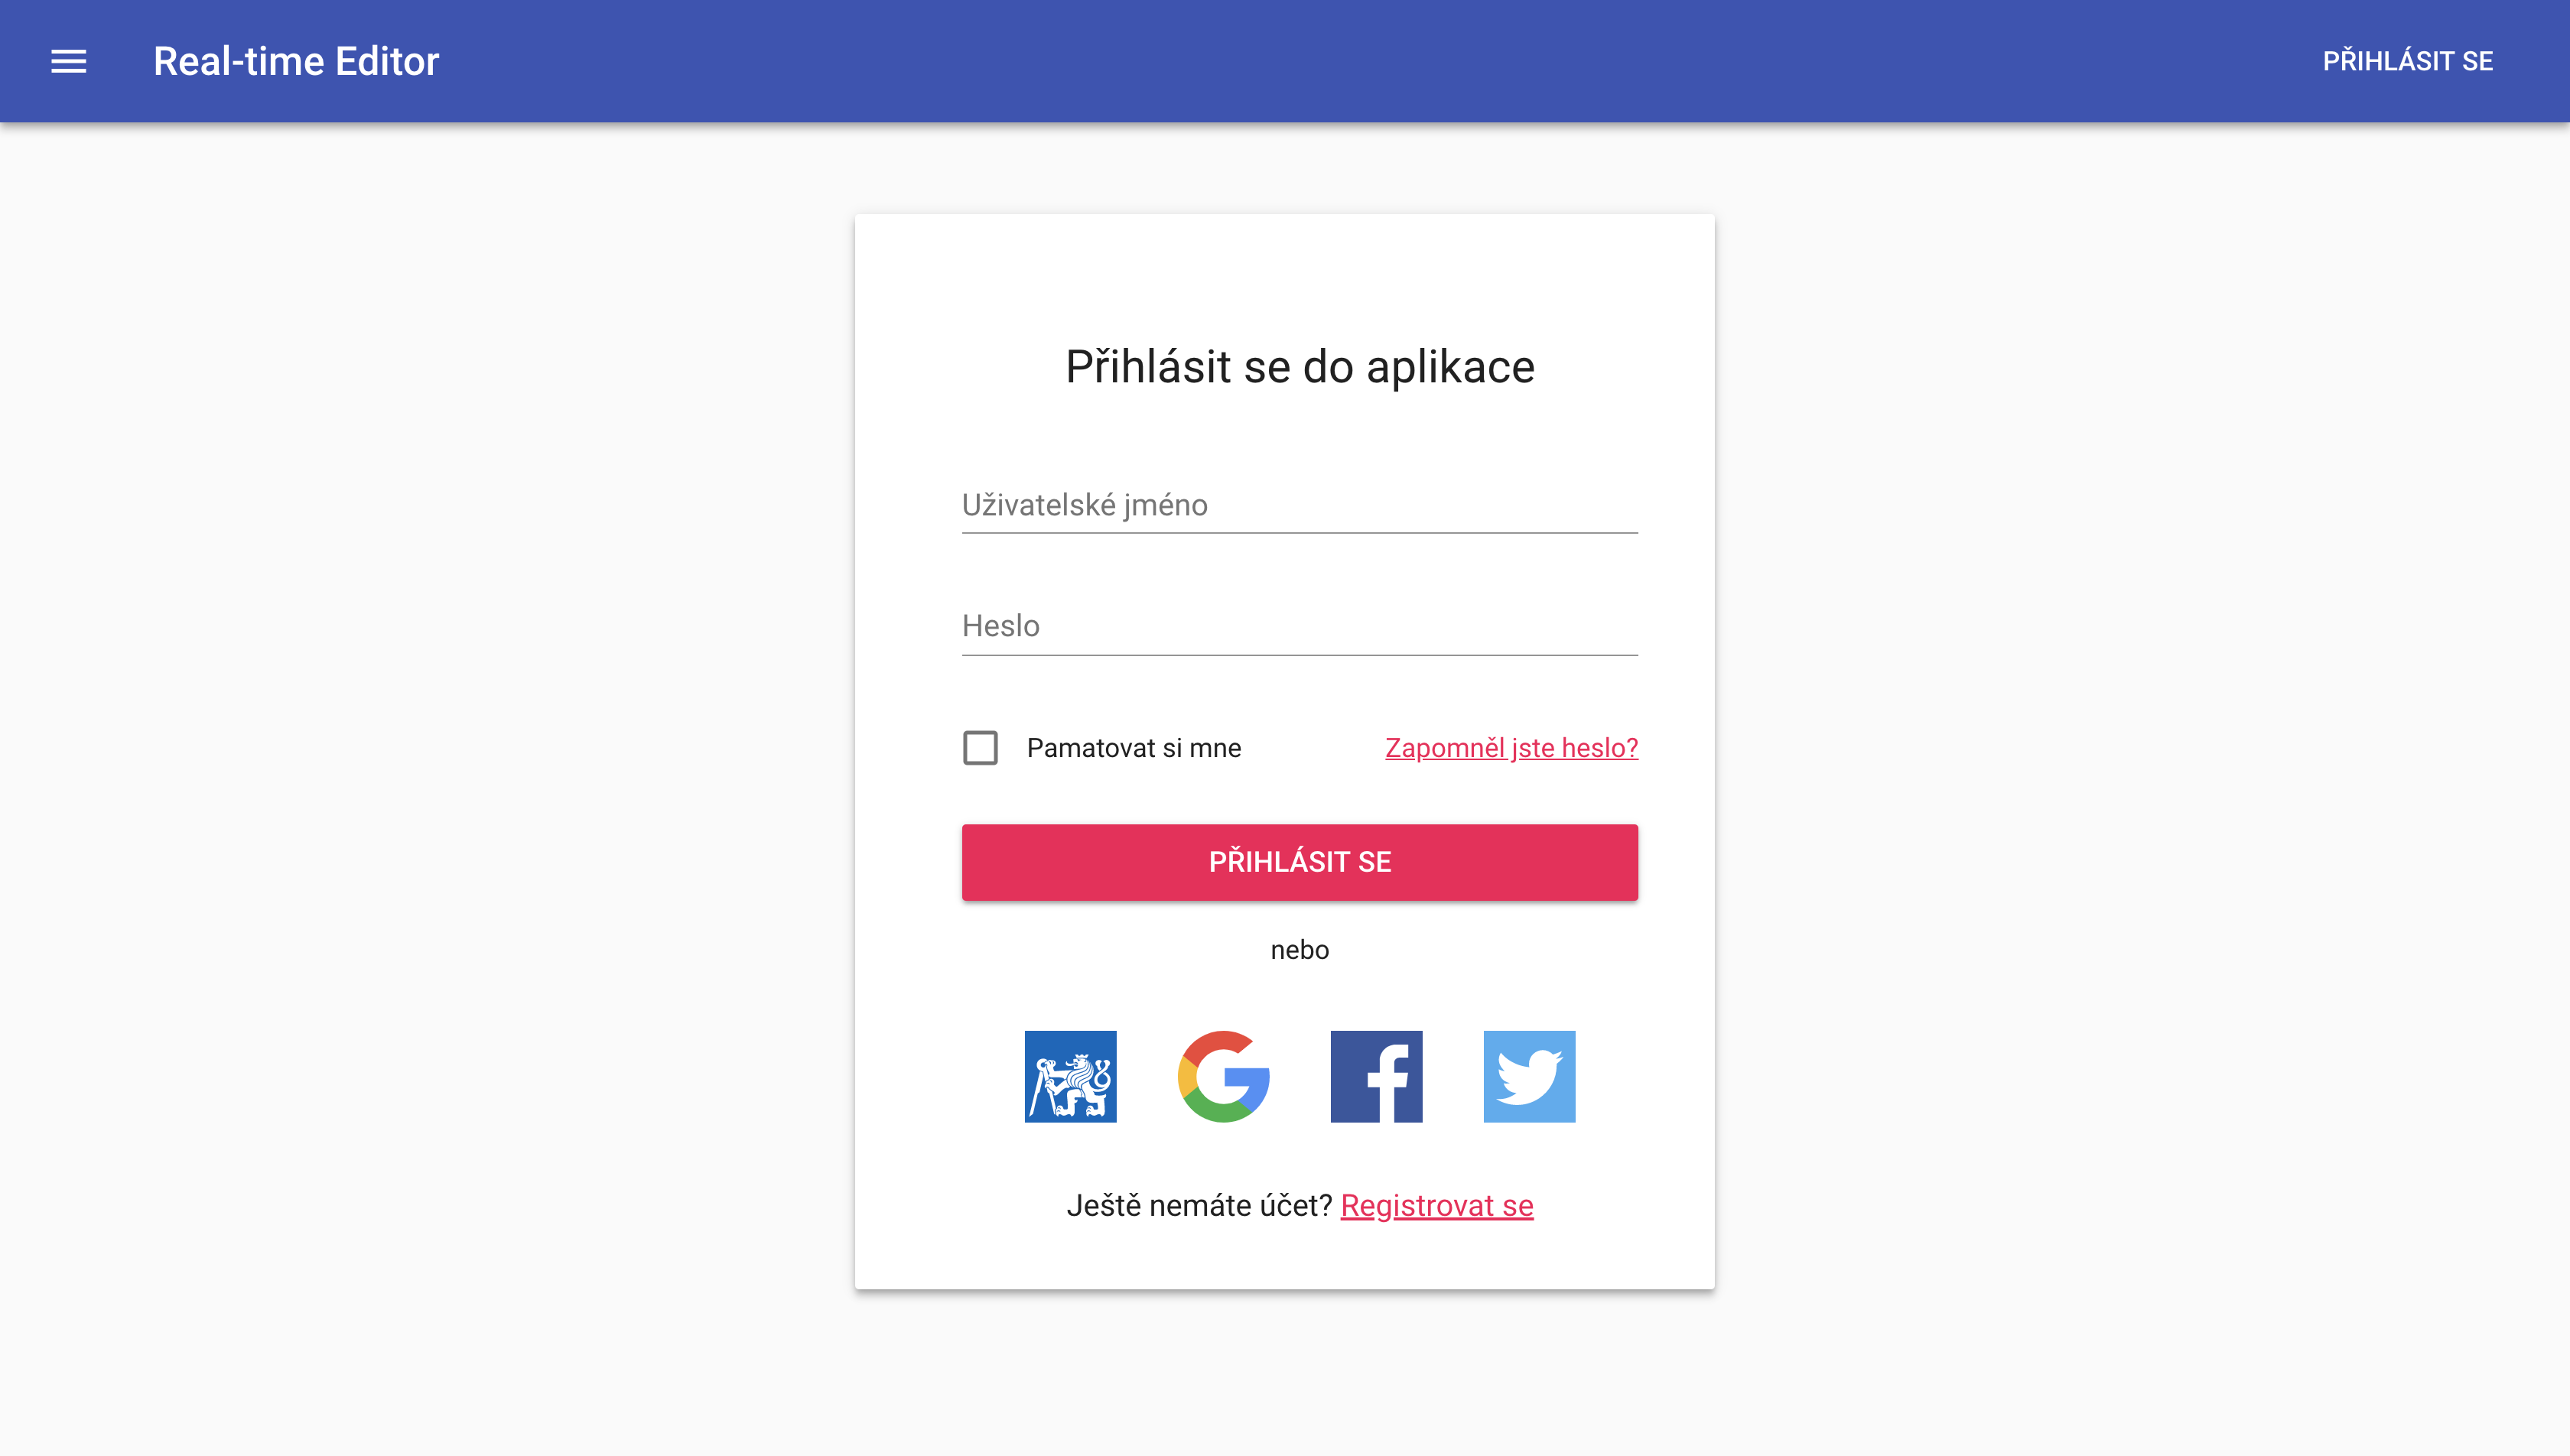 Real-time Editor
PŘIHLÁSIT SE
Přihlásit se do aplikace
Uživatelské jméno
Heslo
Pamatovat si mne
Zapomněl jste heslo?
PŘIHLÁSIT SE
nebo
Ještě nemáte účet? Registrovat se